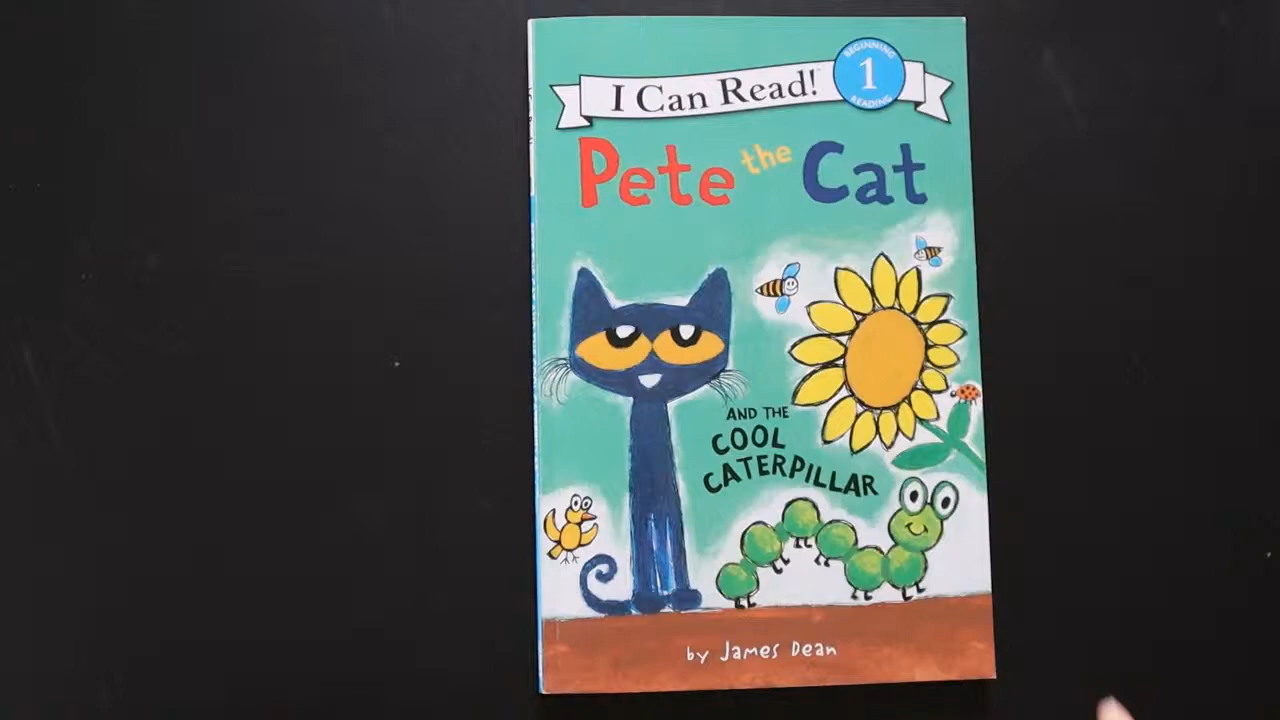 I Can Read!
BEGINNING
1
READING
Pete the Cat
AND THE
COOL
CATERPILLAR
by James Dean